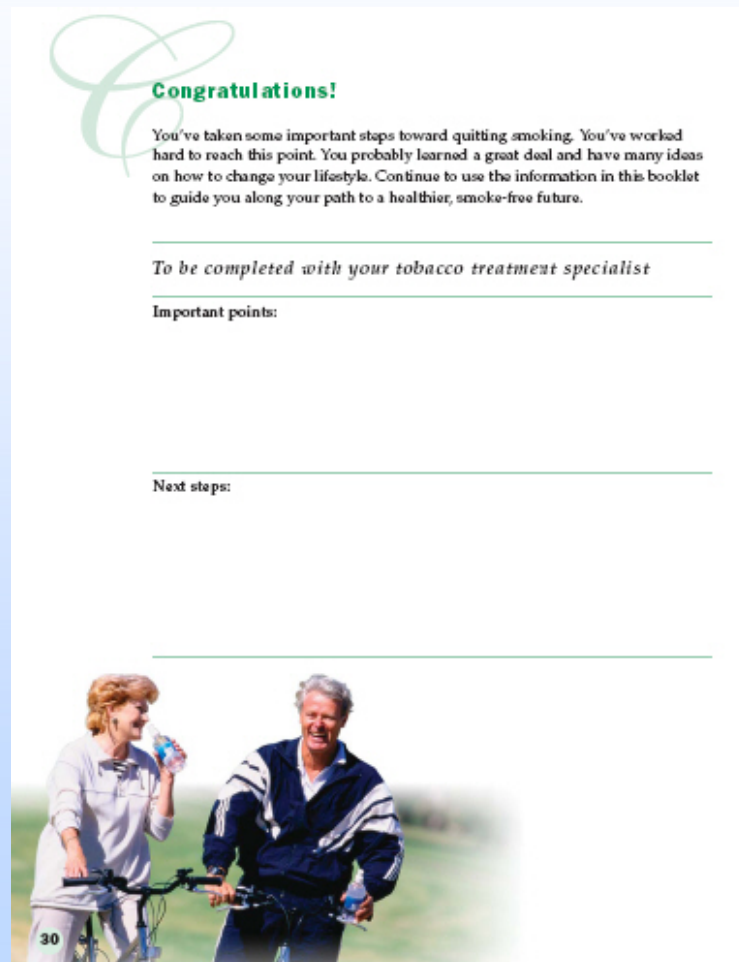 Congratulations!
You've taken some important steps toward quitting smoking. You've worked
hard to reach this point. You probably learned a great deal and have many ideas
on how to change your lifestyle. Continue to use the information in this booklet
to guide you along your path to a healthier, smoke-free future.
To be completed with your tobacco treatment specialist
Important points:
Next steps:
30